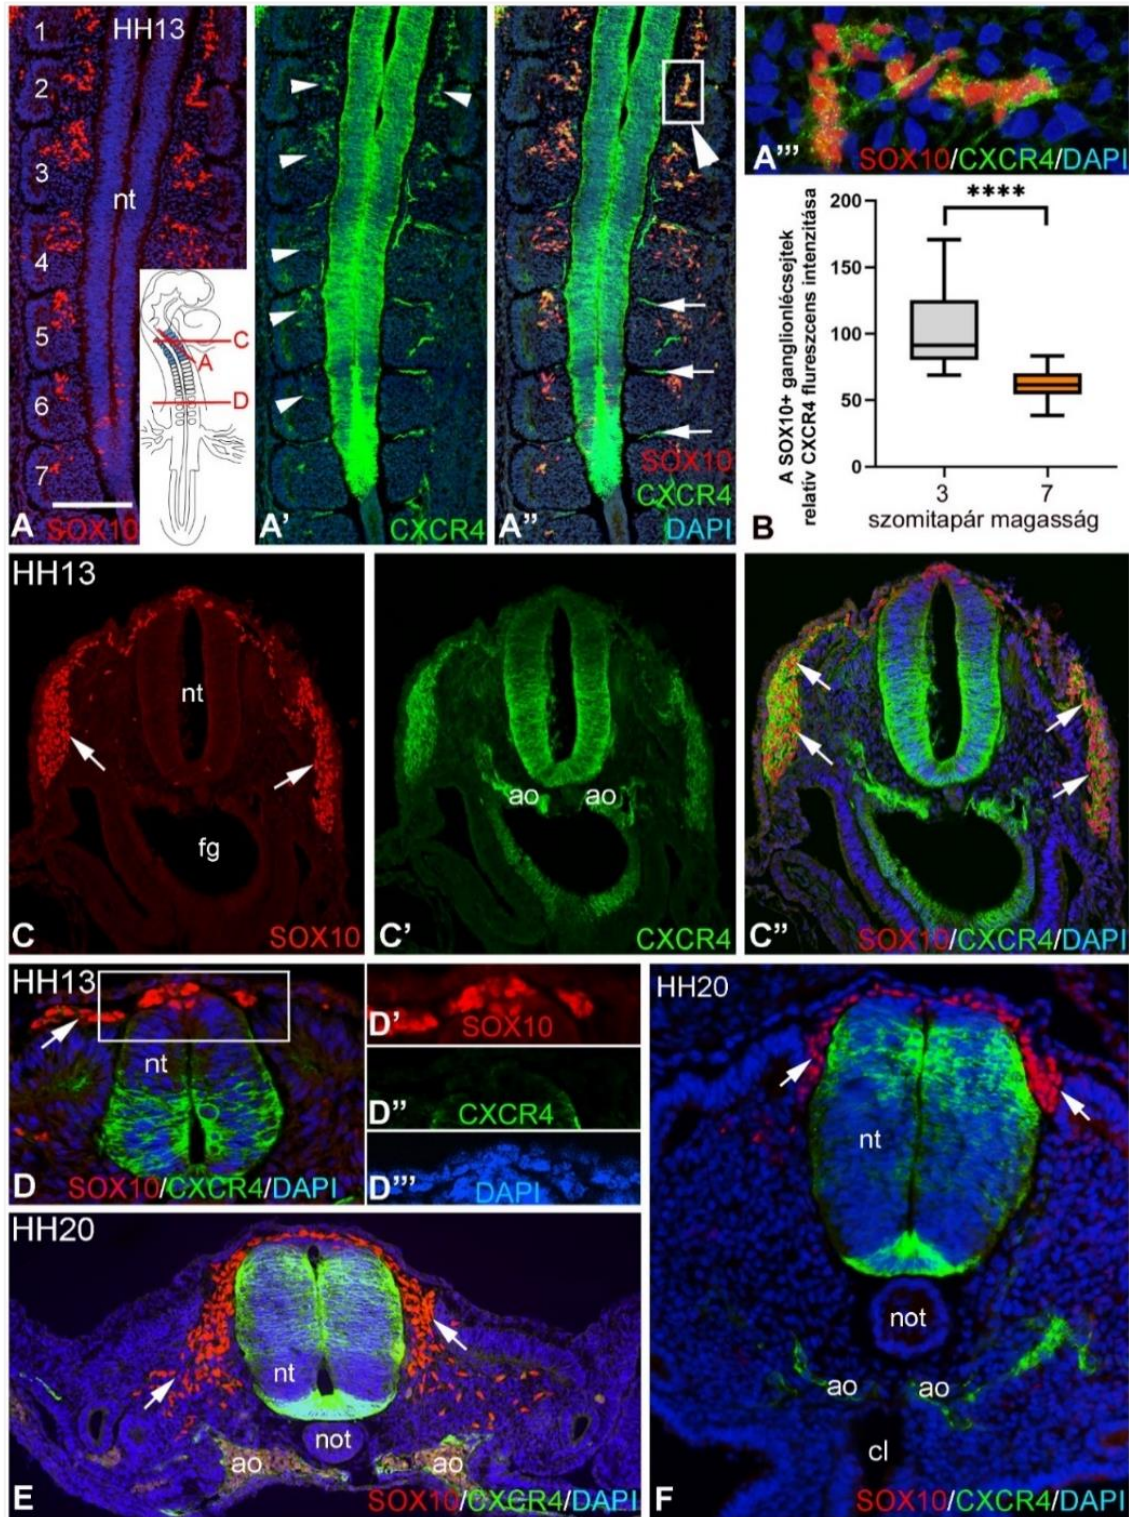 1
HH13
2
3
nt
4
5
6
7
C
A
D
A
SOX10
A'
CXCR4
A"
SOX10
CXCR4
DAPI
A"'
SOX10/CXCR4/DAPI
A SOX10+ ganglionlécsejtek
relatív CXCR4 flureszcens intenzitása
200
150
100
50
0
****
3
7
szomitapár magasság
B
HH13
nt
fg
C
SOX10
ao
ao
C'
CXCR4
C"
SOX10/CXCR4/DAPI
HH13
nt
D
SOX10/CXCR4/DAPI
D'
SOX10
D"
CXCR4
D"'
DAPI
HH20
nt
not
ao
ao
E
SOX10/CXCR4/DAPI
HH20
nt
not
ao
ao
cl
F
SOX10/CXCR4/DAPI